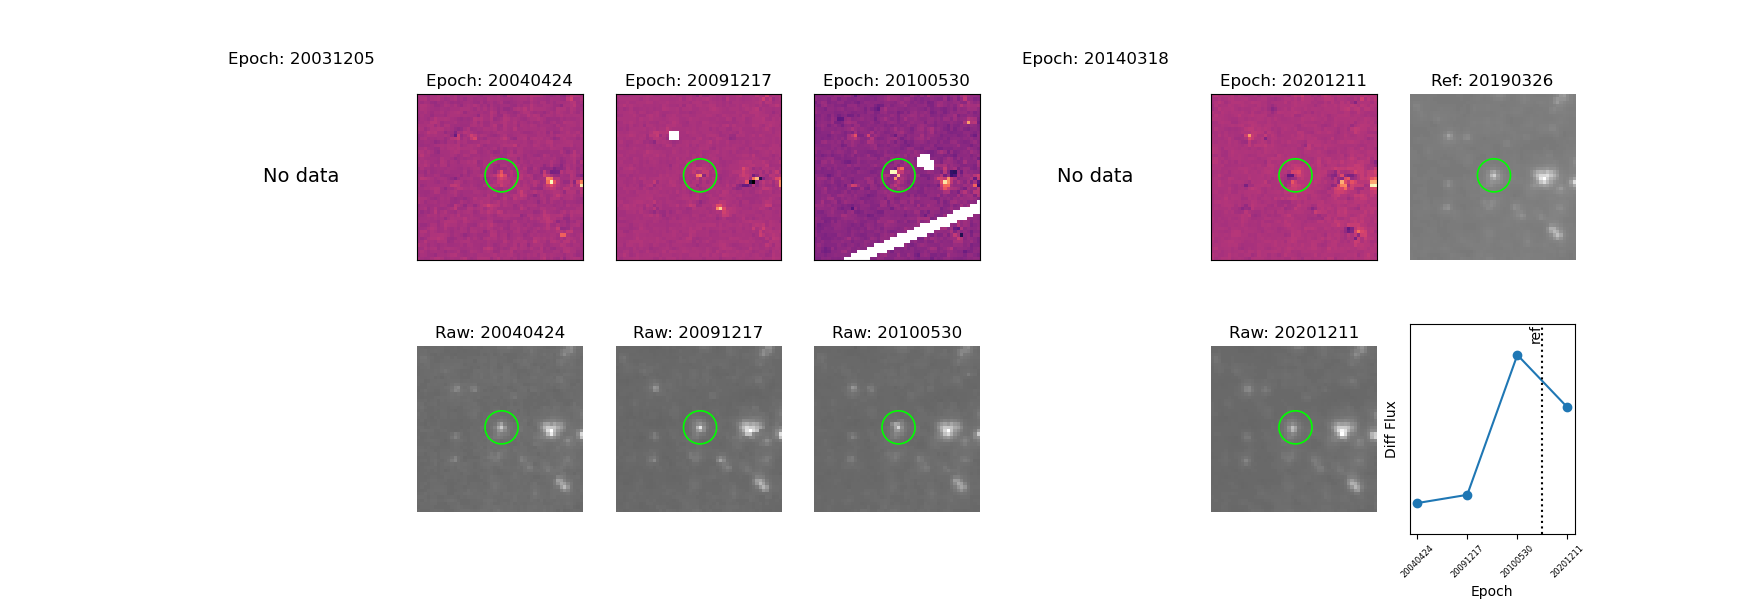 Epoch: 20031205
Epoch: 20040424
Epoch: 20091217
Epoch: 20100530
Epoch: 20140318
Epoch: 20201211
Ref: 20190326
No data
No data
Raw: 20040424
Raw: 20091217
Raw: 20100530
Raw: 20201211
ref
Diff Flux
20040424
20091217
20100530
20201211
Epoch